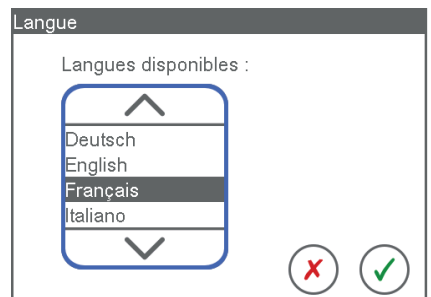 Langue
Langues disponibles :
Deutsch
English
Français
Italiano